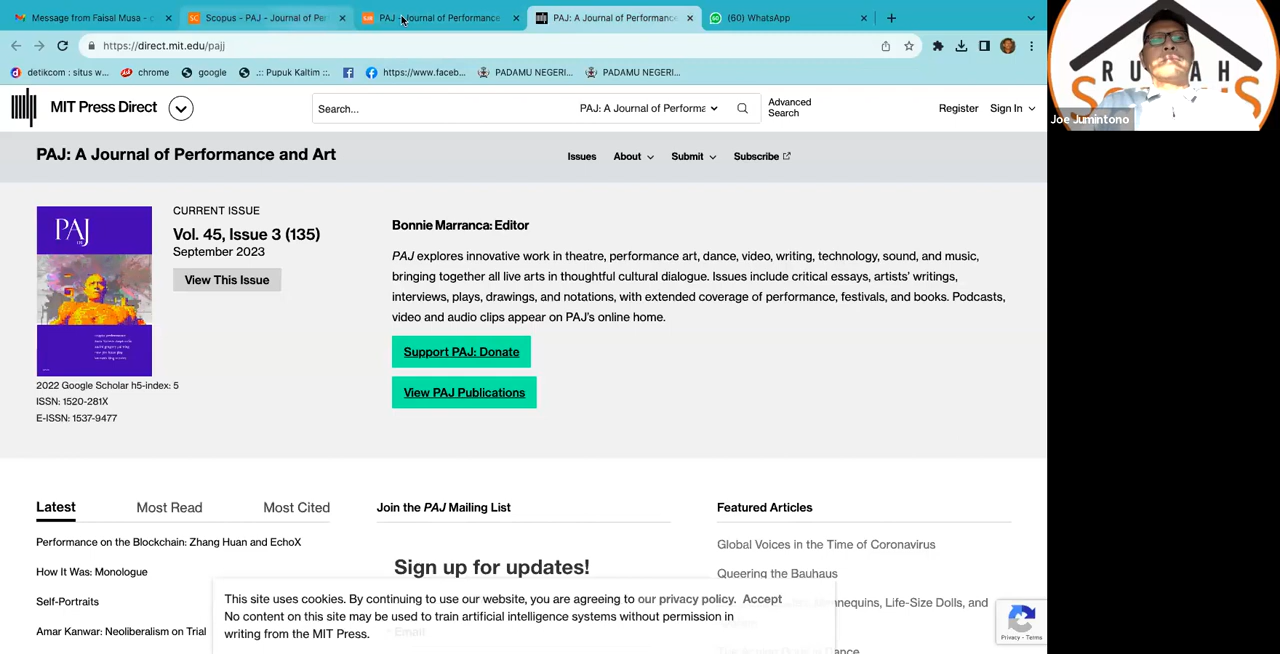 Message from Faisal Musa - g
Scopus - PAJ - Journal of Per
PAJ - Journal of Performance
PAJ: A Journal of Performance
(60) WhatsApp
https://direct.mit.edu/pajj
detikcom : situs w...
chrome
google
.:: Pupuk Kaltim ::.
https://www.faceb...
PADAMU NEGERI...
PADAMU NEGERI...
MIT Press Direct
Search...
PAJ: A Journal of Performa
Advanced
Search
Register
Sign In
PAJ: A Journal of Performance and Art
Issues
About
Submit
Subscribe
PAJ
CURRENT ISSUE
Vol. 45, Issue 3 (135)
September 2023
View This Issue
2022 Google Scholar h5-index: 5
ISSN: 1520-281X
E-ISSN: 1537-9477
Bonnie Marranca: Editor
PAJ explores innovative work in theatre, performance art, dance, video, writing, technology, sound, and music,
bringing together all live arts in thoughtful cultural dialogue. Issues include critical essays, artists' writings,
interviews, plays, drawings, and notations, with extended coverage of performance, festivals, and books. Podcasts,
video and audio clips appear on PAJ's online home.
Support PAJ: Donate
View PAJ Publications
Latest
Most Read
Most Cited
Performance on the Blockchain: Zhang Huan and EchoX
How It Was: Monologue
Self-Portraits
Amar Kanwar: Neoliberalism on Trial
Join the PAJ Mailing List
Sign up for updates!
Email
Featured Articles
Global Voices in the Time of Coronavirus
Queering the Bauhaus
Life-Size Dolls, and
Dance
This site uses cookies. By continuing to use our website, you are agreeing to our privacy policy. Accept
No content on this site may be used to train artificial intelligence systems without permission in
writing from the MIT Press.
Privacy - Terms
Joe Jumintono